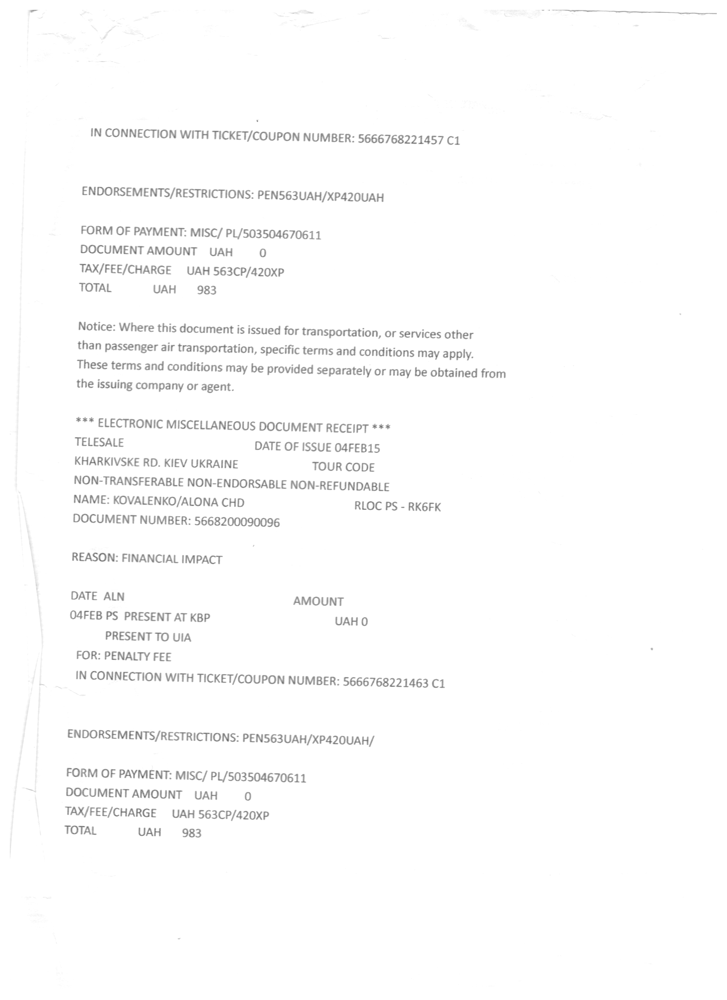 IN CONNECTION WITH TICKET/COUPON NUMBER: 5666768221457 C1
ENDORSEMENTS/RESTRICTIONS: PEN563UAH/XP420UAH
FORM OF PAYMENT: MISC/ PL/503504670611
DOCUMENT AMOUNT UAH 0
TAX/FEE/CHARGE UAH 563CP/420XP
TOTAL UAH 983
Notice: Where this document is issued for transportation, or services other
than passenger air transportation, specific terms and conditions may apply.
These terms and conditions may be provided separately or may be obtained from
the issuing company or agent.
*** ELECTRONIC MISCELLANEOUS DOCUMENT RECEIPT ***
TELESALE DATE OF ISSUE 04FEB15
KHARKIVSKE RD. KIEV UKRAINE TOUR CODE
NON-TRANSFERABLE NON-ENDORSABLE NON-REFUNDABLE
NAME: KOVALENKO/ALONA CHD RLOC PS - RK6FK
DOCUMENT NUMBER: 5668200090096
REASON: FINANCIAL IMPACT
DATE ALN AMOUNT
04FEB PS PRESENT AT KBP UAH 0
PRESENT TO UIA
FOR: PENALTY FEE
IN CONNECTION WITH TICKET/COUPON NUMBER: 5666768221463 C1
ENDORSEMENTS/RESTRICTIONS: PEN563UAH/XP420UAH/
FORM OF PAYMENT: MISC/ PL/503504670611
DOCUMENT AMOUNT UAH 0
TAX/FEE/CHARGE UAH 563CP/420XP
TOTAL UAH 983